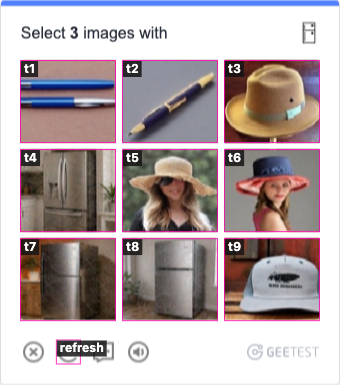 Select 3 images with
t1 t2 t3
t4 t5 t6
t7 t8 t9
refresh
GEETEST